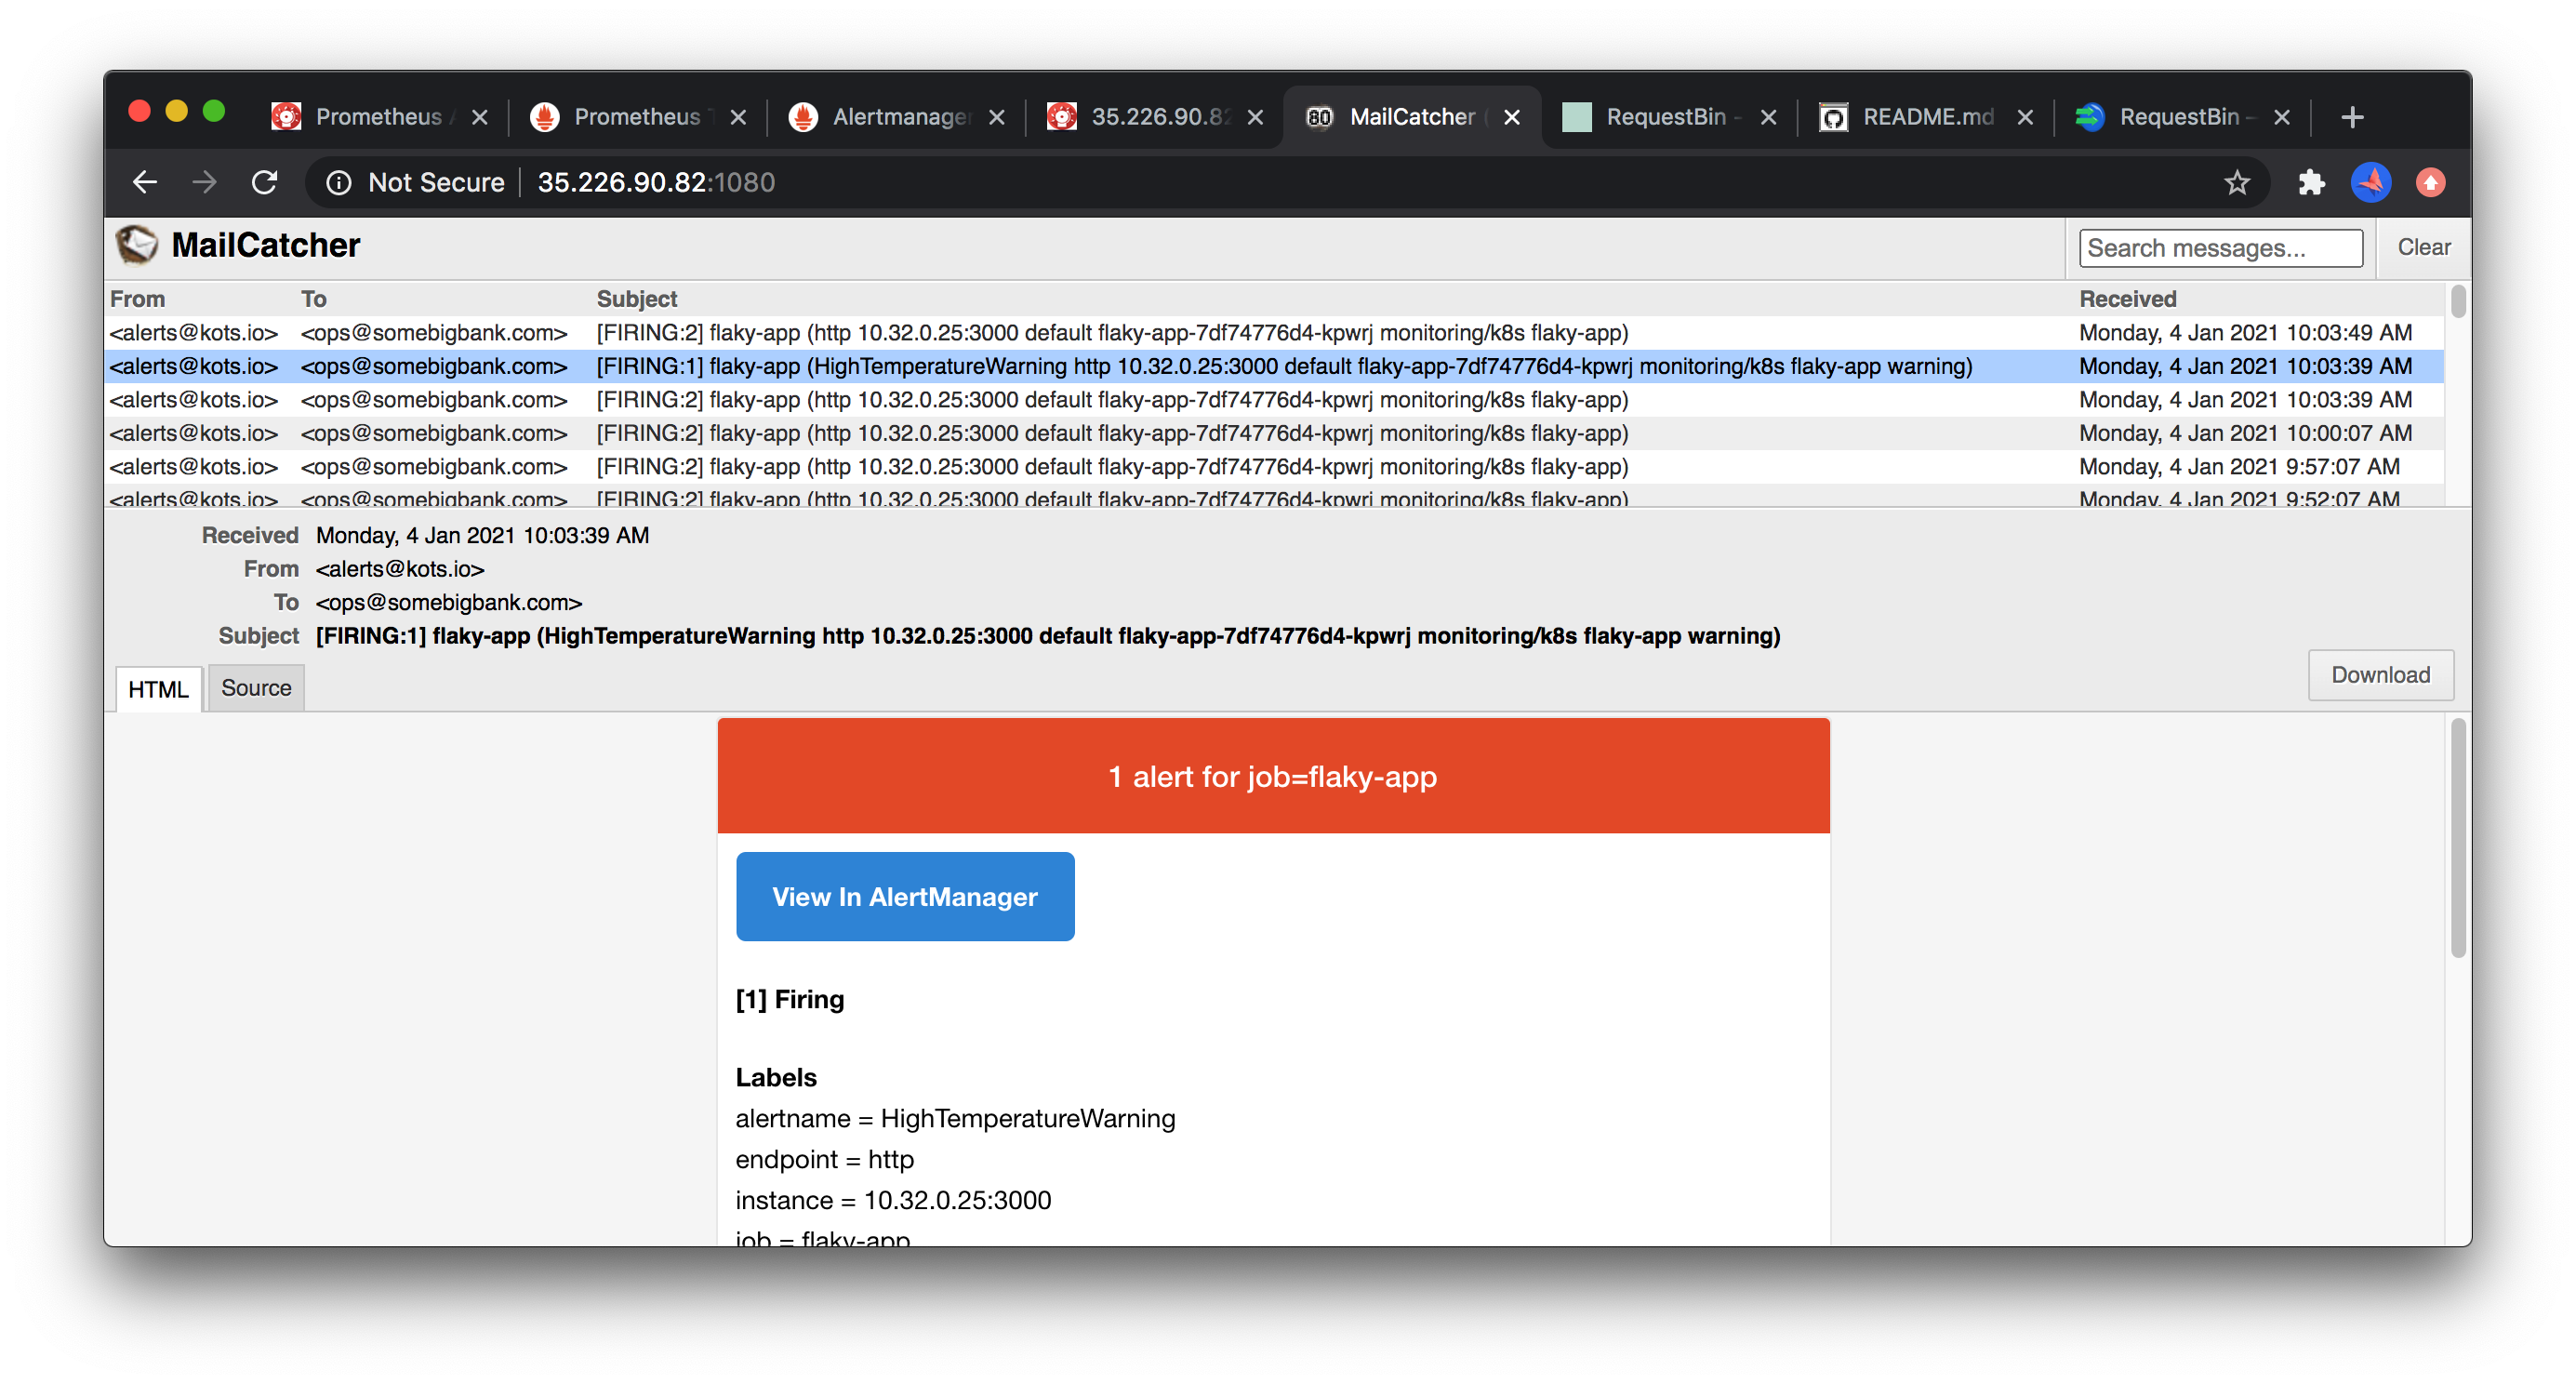 Prometheus A
Prometheus T
Alertmanager
35.226.90.82
MailCatcher (
RequestBin –
README.md
RequestBin –
Not Secure 35.226.90.82:1080
MailCatcher
Search messages...
Clear
From To Subject Received
<alerts@kots.io> <ops@somebigbank.com> [FIRING:2] flaky-app (http 10.32.0.25:3000 default flaky-app-7df74776d4-kpwrj monitoring/k8s flaky-app) Monday, 4 Jan 2021 10:03:49 AM
<alerts@kots.io> <ops@somebigbank.com> [FIRING:1] flaky-app (HighTemperatureWarning http 10.32.0.25:3000 default flaky-app-7df74776d4-kpwrj monitoring/k8s flaky-app warning) Monday, 4 Jan 2021 10:03:39 AM
<alerts@kots.io> <ops@somebigbank.com> [FIRING:2] flaky-app (http 10.32.0.25:3000 default flaky-app-7df74776d4-kpwrj monitoring/k8s flaky-app) Monday, 4 Jan 2021 10:03:39 AM
<alerts@kots.io> <ops@somebigbank.com> [FIRING:2] flaky-app (http 10.32.0.25:3000 default flaky-app-7df74776d4-kpwrj monitoring/k8s flaky-app) Monday, 4 Jan 2021 10:00:07 AM
<alerts@kots.io> <ops@somebigbank.com> [FIRING:2] flaky-app (http 10.32.0.25:3000 default flaky-app-7df74776d4-kpwrj monitoring/k8s flaky-app) Monday, 4 Jan 2021 9:57:07 AM
<alerts@kots.io> <ops@somebigbank.com> [FIRING:2] flaky-app (http 10.32.0.25:3000 default flaky-app-7df74776d4-kpwrj monitoring/k8s flaky-app) Monday, 4 Jan 2021 9:52:07 AM
Received Monday, 4 Jan 2021 10:03:39 AM
From <alerts@kots.io>
To <ops@somebigbank.com>
Subject [FIRING:1] flaky-app (HighTemperatureWarning http 10.32.0.25:3000 default flaky-app-7df74776d4-kpwrj monitoring/k8s flaky-app warning)
HTML Source Download
1 alert for job=flaky-app
View In AlertManager
[1] Firing
Labels
alertname = HighTemperatureWarning
endpoint = http
instance = 10.32.0.25:3000
job = flaky-app